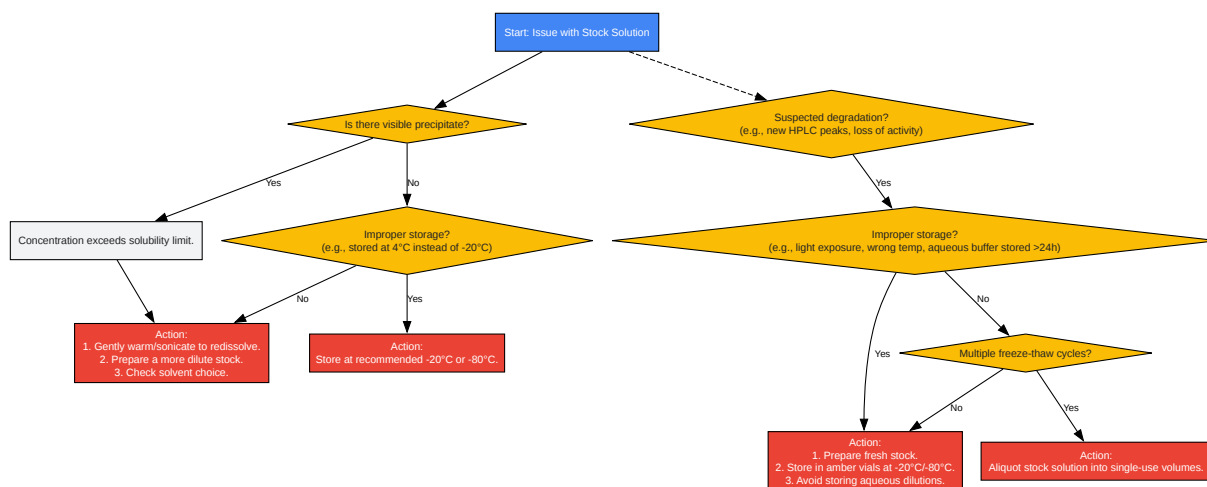 Start: Issue with Stock Solution
Is there visible precipitate?
Suspected degradation?
(e.g., new HPLC peaks, loss of activity)
Yes
No
Yes
Concentration exceeds solubility limit.
Improper storage?
(e.g., stored at 4°C instead of -20°C)
Improper storage?
(e.g., light exposure, wrong temp, aqueous buffer stored >24h)
No
Yes
No
Yes
Action:
1. Gently warm/sonicate to redissolve.
2. Prepare a more dilute stock.
3. Check solvent choice.
Action:
Store at recommended -20°C or -80°C.
Multiple freeze-thaw cycles?
No
Yes
Action:
1. Prepare fresh stock.
2. Store in amber vials at -20°C/-80°C.
3. Avoid storing aqueous dilutions.
Action:
Aliquot stock solution into single-use volumes.